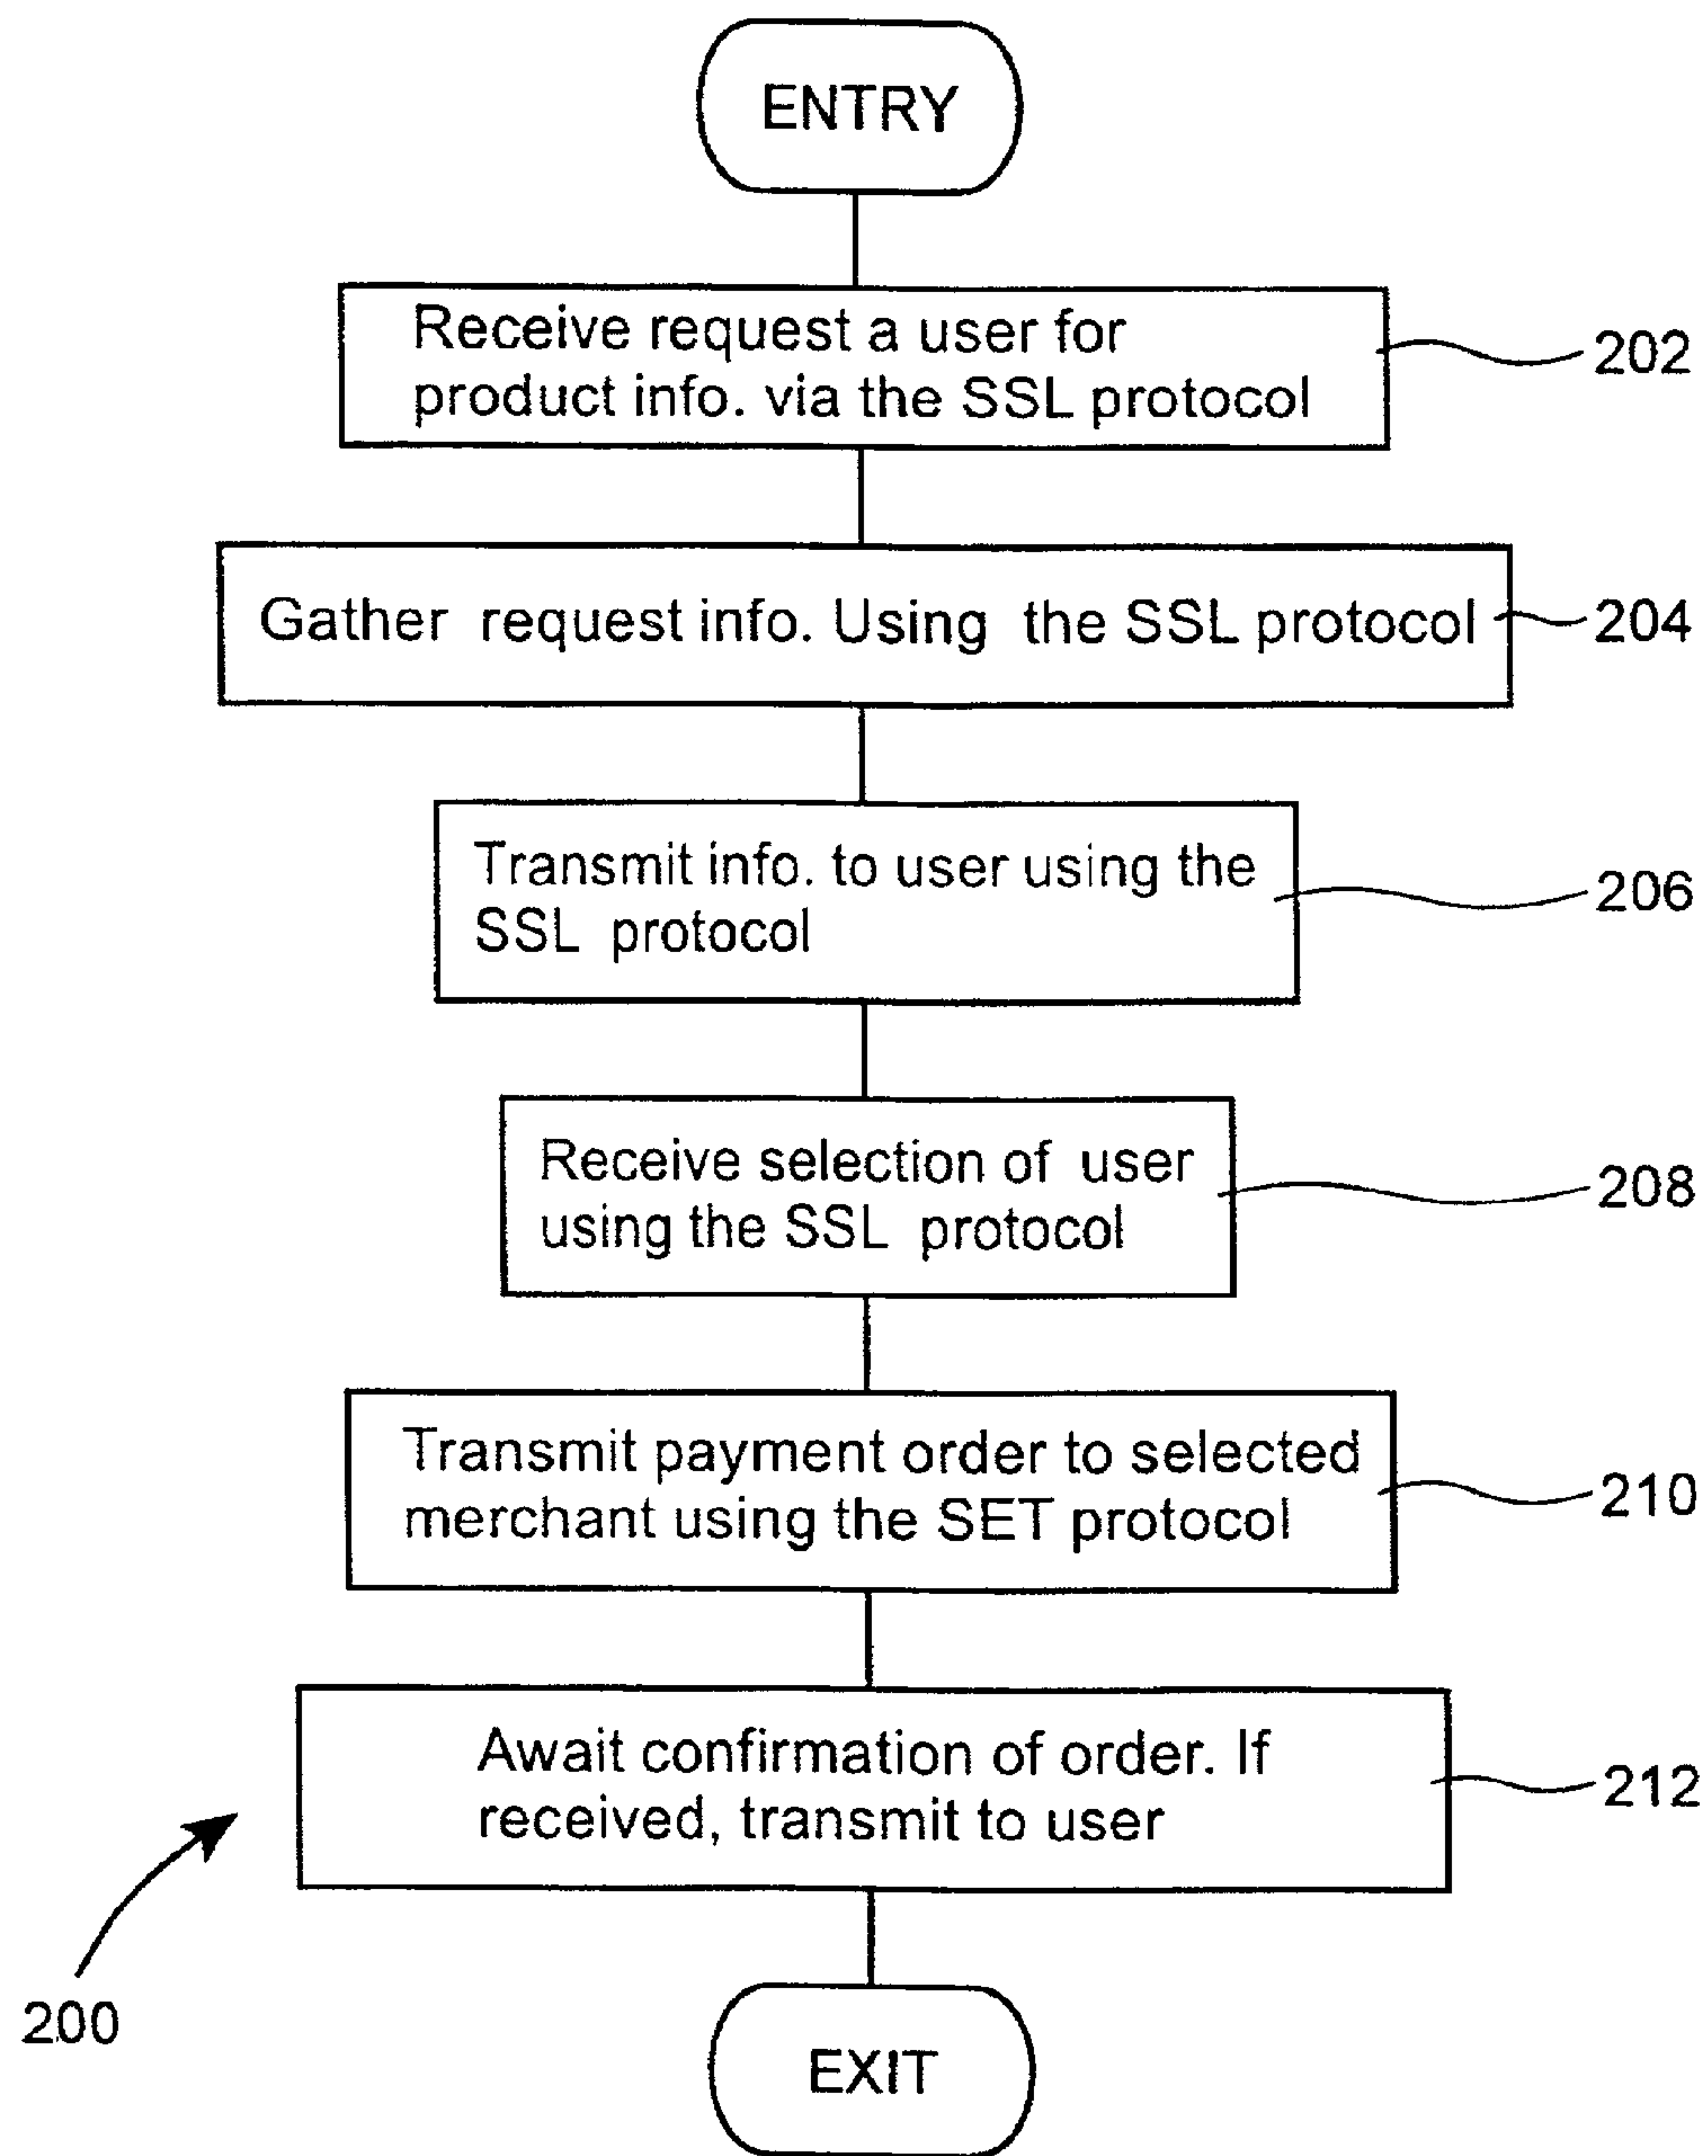 ENTRY
Receive request a user for
product info. via the SSL protocol
202
Gather request info. Using the SSL protocol
204
Transmit info. to user using the
SSL protocol
206
Receive selection of user
using the SSL protocol
208
Transmit payment order to selected
merchant using the SET protocol
210
Await confirmation of order. If
received, transmit to user
212
200
EXIT